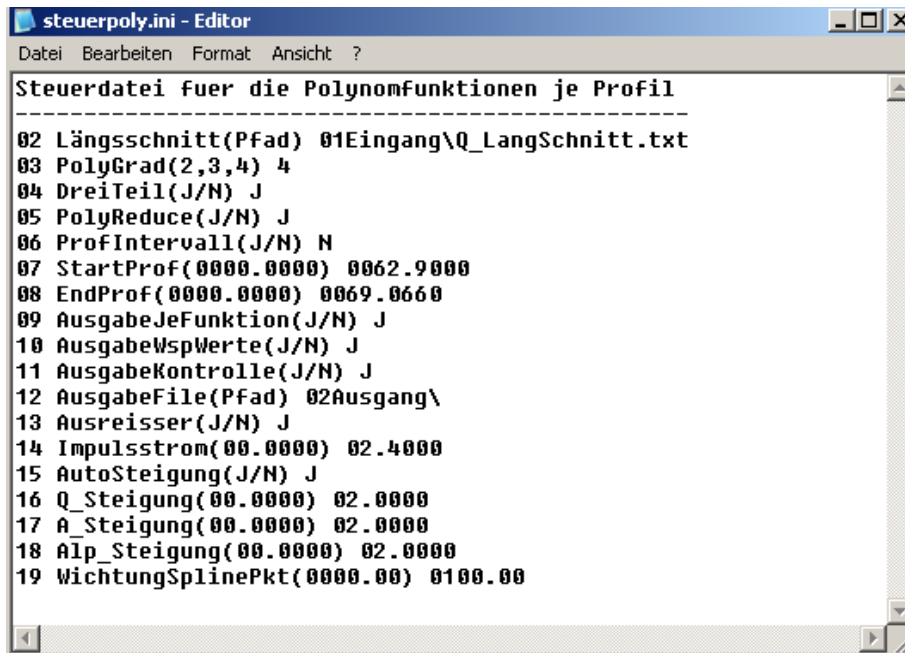 steuerpoly.ini - Editor
Datei Bearbeiten Format Ansicht ?
Steuerdatei fuer die Polynomfunktionen je Profil
-------------------------------------------------
02 Längsschnitt(Pfad) 01Eingang\Q_LangSchnitt.txt
03 PolyGrad(2,3,4) 4
04 DreiTeil(J/N) J
05 PolyReduce(J/N) J
06 ProfIntervall(J/N) N
07 StartProf(0000.0000) 0062.9000
08 EndProf(0000.0000) 0069.0660
09 AusgabeJeFunktion(J/N) J
10 AusgabeWspWerte(J/N) J
11 AusgabeKontrolle(J/N) J
12 AusgabeFile(Pfad) 02Ausgang\
13 Ausreisser(J/N) J
14 Impulsstrom(00.0000) 02.4000
15 AutoSteigung(J/N) J
16 Q_Steigung(00.0000) 02.0000
17 A_Steigung(00.0000) 02.0000
18 Alp_Steigung(00.0000) 02.0000
19 WichtungSplinePkt(0000.00) 0100.00